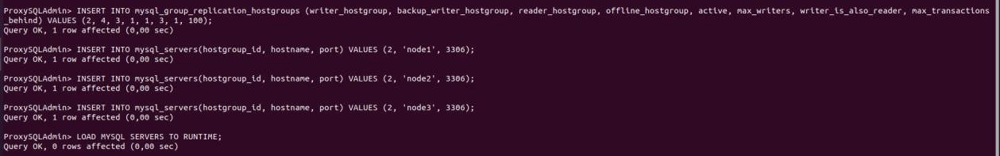 ProxySQLAdmin> INSERT INTO mysql_group_replication_hostgroups (writer_hostgroup, backup_writer_hostgroup, reader_hostgroup, offline_hostgroup, active, max_writers, writer_is_also_reader, max_transactions
_behind) VALUES (2, 4, 3, 1, 1, 3, 1, 100);
Query OK, 1 row affected (0,00 sec)
ProxySQLAdmin> INSERT INTO mysql_servers(hostgroup_id, hostname, port) VALUES (2, 'node1', 3306);
Query OK, 1 row affected (0,00 sec)
ProxySQLAdmin> INSERT INTO mysql_servers(hostgroup_id, hostname, port) VALUES (2, 'node2', 3306);
Query OK, 1 row affected (0,00 sec)
ProxySQLAdmin> INSERT INTO mysql_servers(hostgroup_id, hostname, port) VALUES (2, 'node3', 3306);
Query OK, 1 row affected (0,00 sec)
ProxySQLAdmin> LOAD MYSQL SERVERS TO RUNTIME;
Query OK, 0 rows affected (0,00 sec)